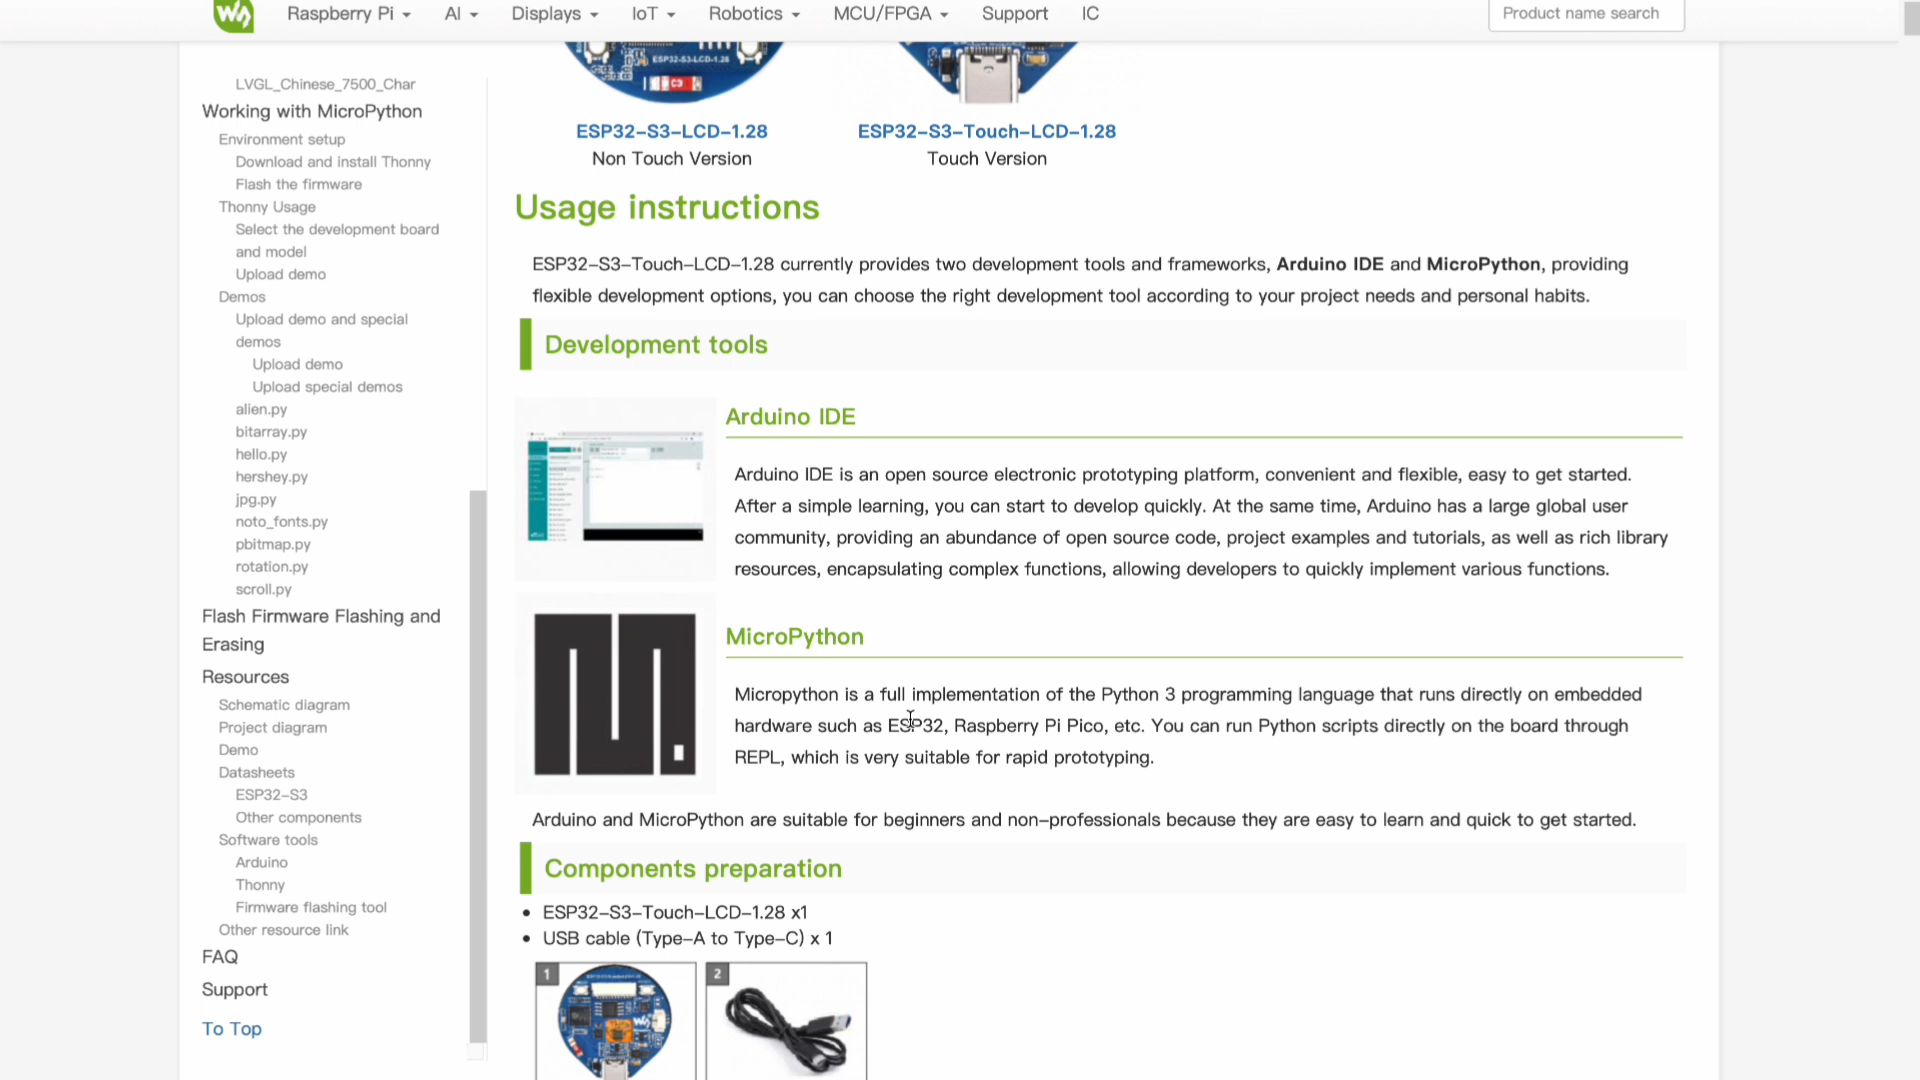 Raspberry Pi
AI
Displays
IoT
Robotics
MCU/FPGA
Support
IC
Product name search
LVGL_Chinese_7500_Char
Working with MicroPython
Environment setup
Download and install Thonny
Flash the firmware
Thonny Usage
Select the development board
and model
Upload demo
Demos
Upload demo and special
demos
Upload demo
Upload special demos
alien.py
bitarray.py
hello.py
hershey.py
jpg.py
noto_fonts.py
pbitmap.py
rotation.py
scroll.py
Flash Firmware Flashing and
Erasing
Resources
Schematic diagram
Project diagram
Demo
Datasheets
ESP32-S3
Other components
Software tools
Arduino
Thonny
Firmware flashing tool
Other resource link
FAQ
Support
To Top
ESP32-S3-LCD-1.28
C3
ESP32-S3-LCD-1.28
Non Touch Version
ESP32-S3-Touch-LCD-1.28
Touch Version
Usage instructions
ESP32-S3-Touch-LCD-1.28 currently provides two development tools and frameworks, Arduino IDE and MicroPython, providing
flexible development options, you can choose the right development tool according to your project needs and personal habits.
Development tools
Arduino IDE
Arduino IDE is an open source electronic prototyping platform, convenient and flexible, easy to get started.
After a simple learning, you can start to develop quickly. At the same time, Arduino has a large global user
community, providing an abundance of open source code, project examples and tutorials, as well as rich library
resources, encapsulating complex functions, allowing developers to quickly implement various functions.
MicroPython
Micropython is a full implementation of the Python 3 programming language that runs directly on embedded
hardware such as ESP32, Raspberry Pi Pico, etc. You can run Python scripts directly on the board through
REPL, which is very suitable for rapid prototyping.
Arduino and MicroPython are suitable for beginners and non-professionals because they are easy to learn and quick to get started.
Components preparation
• ESP32-S3-Touch-LCD-1.28 x1
• USB cable (Type-A to Type-C) x 1
1
2